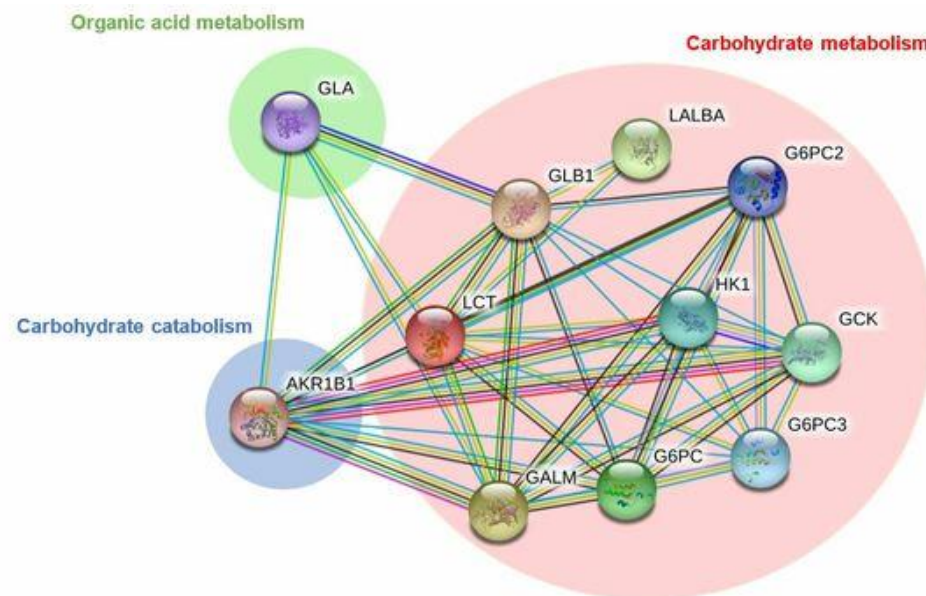 Organic acid metabolism
Carbohydrate metabolism
GLA
LALBA
G6PC2
GLB1
HK1
LCT
GCK
Carbohydrate catabolism
AKR1B1
G6PC3
G6PC
GALM